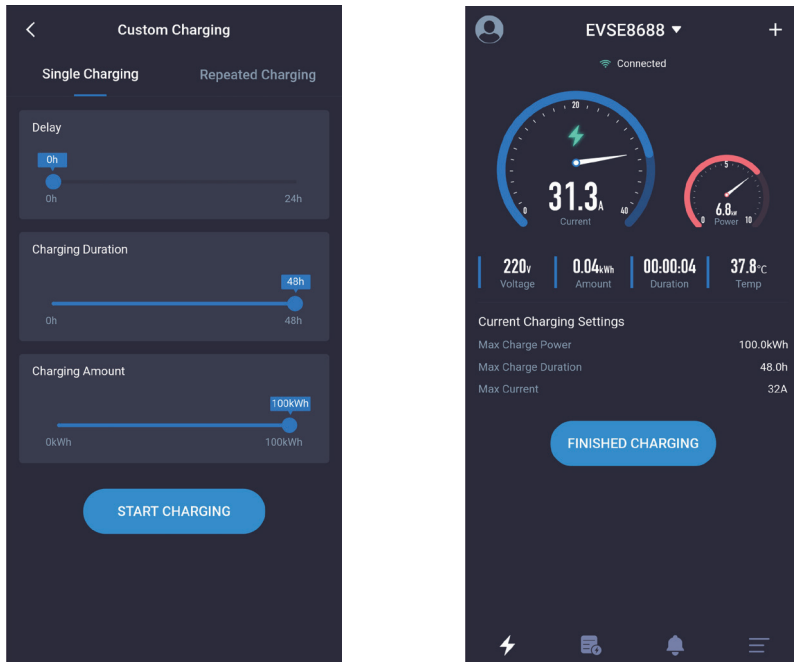 Custom Charging
Single Charging
Repeated Charging
Delay
0h
0h
24h
Charging Duration
48h
0h
48h
Charging Amount
100kWh
0kWh
100kWh
START CHARGING
EVSE8688
+
Connected
20
0
40
31.3A
Current
5
0
10
6.8kW
Power
220V
Voltage
0.04kWh
Amount
00:00:04
Duration
37.8°C
Temp
Current Charging Settings
Max Charge Power 100.0kWh
Max Charge Duration 48.0h
Max Current 32A
FINISHED CHARGING